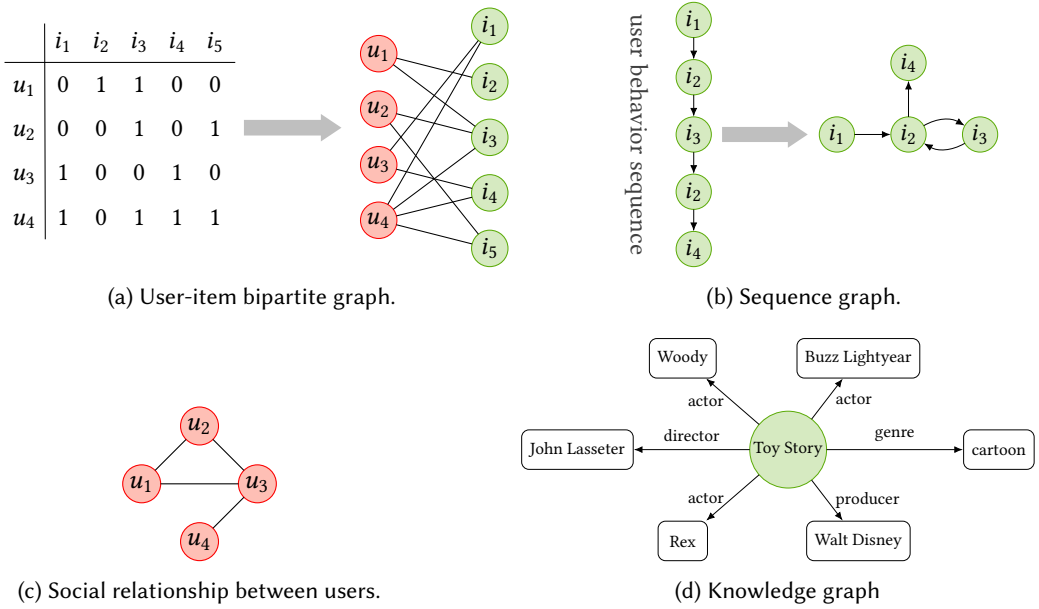 i1 i2 i3 i4 i5
u1 0 1 1 0 0
u2 0 0 1 0 1
u3 1 0 0 1 0
u4 1 0 1 1 1
u1
u2
u3
u4
i1
i2
i3
i4
i5
(a) User-item bipartite graph.
user behavior sequence
i1
i2
i3
i2
i4
i4
i1 i2 i3
(b) Sequence graph.
u2
u1 u3
u4
(c) Social relationship between users.
Woody Buzz Lightyear
actor actor
John Lasseter director Toy Story genre cartoon
actor producer
Rex Walt Disney
(d) Knowledge graph